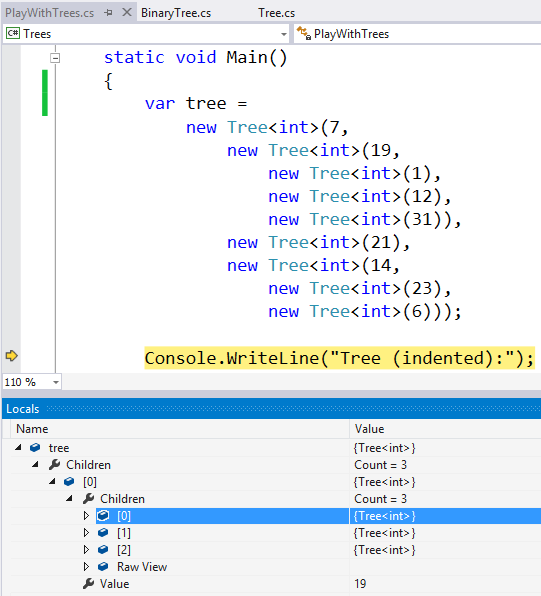 PlayWithTrees.cs BinaryTree.cs Tree.cs
C# Trees PlayWithTrees
static void Main()
{
var tree =
new Tree<int>(7,
new Tree<int>(19,
new Tree<int>(1),
new Tree<int>(12),
new Tree<int>(31)),
new Tree<int>(21),
new Tree<int>(14,
new Tree<int>(23),
new Tree<int>(6)));
Console.WriteLine("Tree (indented):");
110 %
Locals
Name Value
tree {Tree<int>}
Children Count = 3
[0] {Tree<int>}
Children Count = 3
[0] {Tree<int>}
[1] {Tree<int>}
[2] {Tree<int>}
Raw View
Value 19